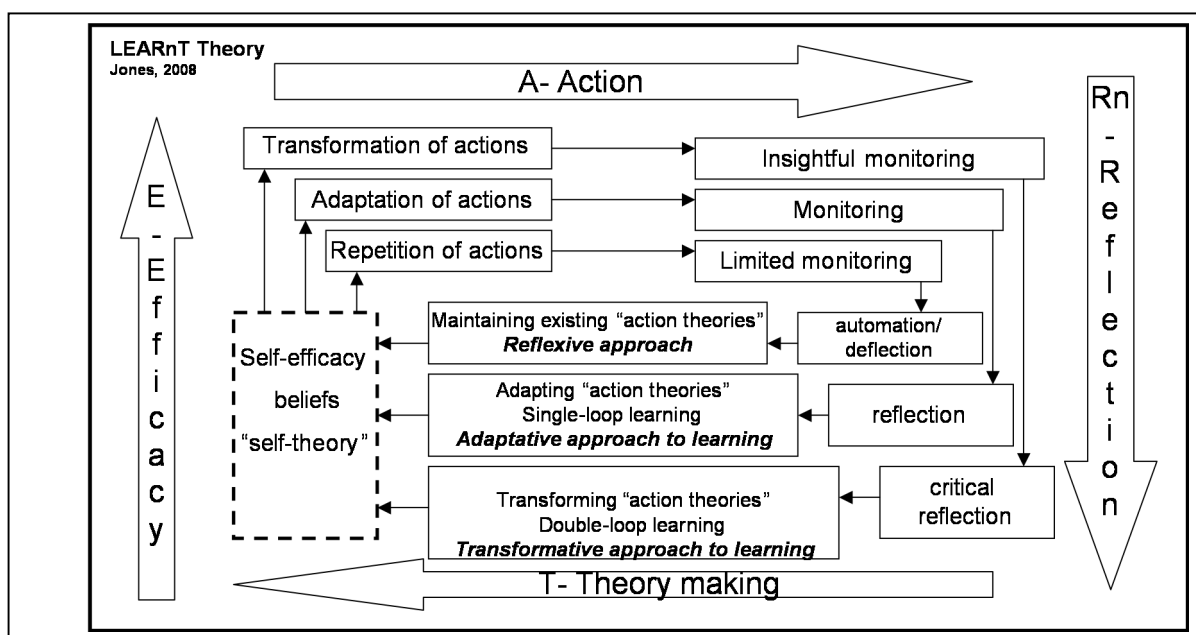 LEARnT Theory
Jones, 2008
A- Action
Rn
-
R
e
f
l
e
c
t
i
o
n
E
-
E
f
f
i
c
a
c
y
Transformation of actions
Insightful monitoring
Adaptation of actions
Monitoring
Repetition of actions
Limited monitoring
Maintaining existing “action theories”
Reflexive approach
automation/
deflection
Self-efficacy
beliefs
“self-theory”
Adapting “action theories”
Single-loop learning
Adaptative approach to learning
reflection
Transforming “action theories”
Double-loop learning
Transformative approach to learning
critical
reflection
T- Theory making